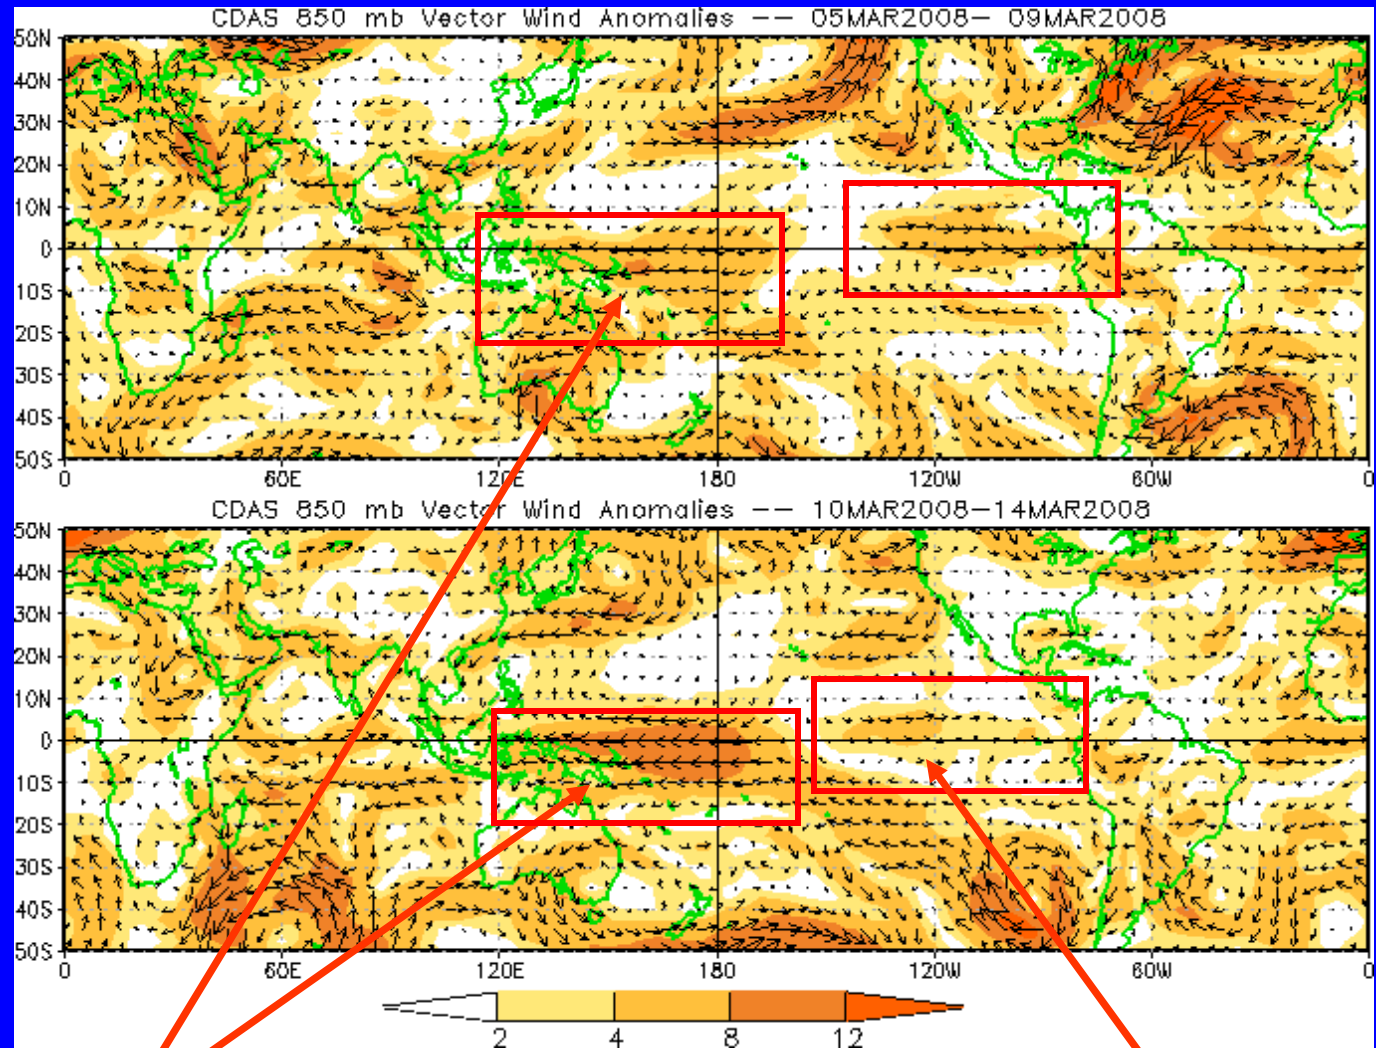 CDAS 850 mb Vector Wind Anomalies -- 05MAR2008- 09MAR2008
50N
40N
30N
20N
10N
0
10S
20S
30S
40S
50S
0 60E 120E 180 120W 60W 0
CDAS 850 mb Vector Wind Anomalies -- 10MAR2008-14MAR2008
50N
40N
30N
20N
10N
0
10S
20S
30S
40S
50S
0 60E 120E 180 120W 60W 0
2 4 8 12